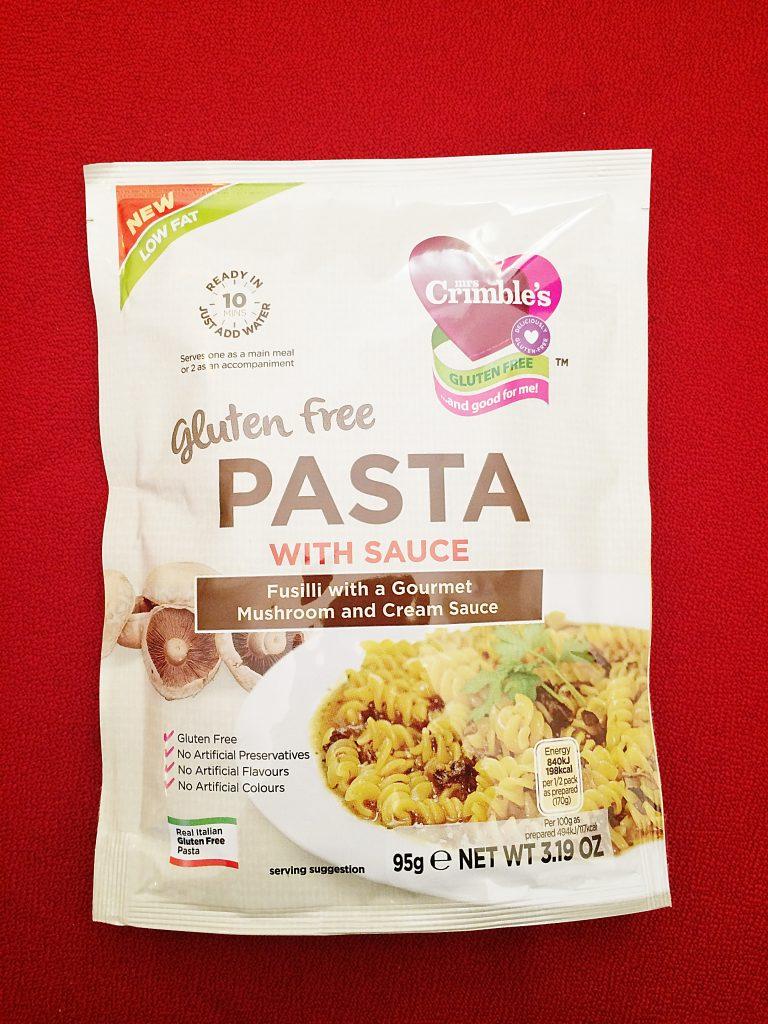 NEW
LOW FAT
READY IN
10
MINS
JUST ADD WATER
Serves one as a main meal
or 2 as an accompaniment
mrs
Crimble's
DELICIOUSLY
GLUTEN-FREE
GLUTEN FREE
...and good for me!
TM
gluten free
PASTA
WITH SAUCE
Fusilli with a Gourmet
Mushroom and Cream Sauce
Gluten Free
No Artificial Preservatives
No Artificial Flavours
No Artificial Colours
Real Italian
Gluten Free
Pasta
Energy
840kJ
198kcal
per 1/2 pack
as prepared
(170g)
Per 100g as
prepared 494kJ/117kcal
serving suggestion
95g ℮ NET WT 3.19 OZ